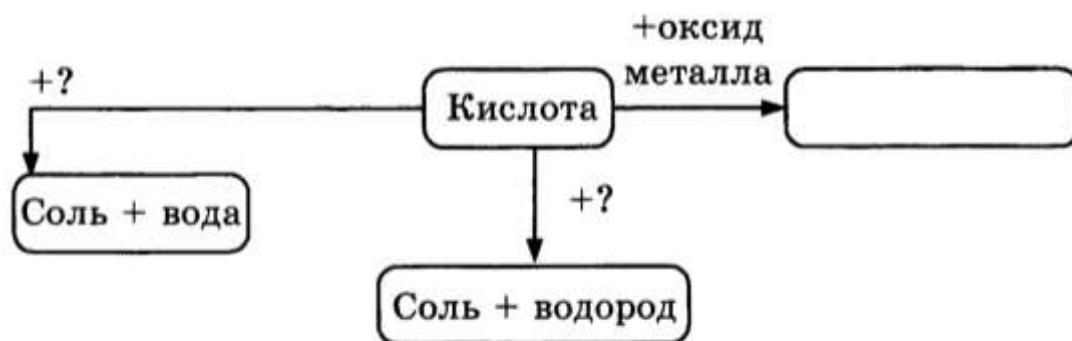 +оксид
металла
+?
Кислота
Соль + вода
+?
Соль + водород